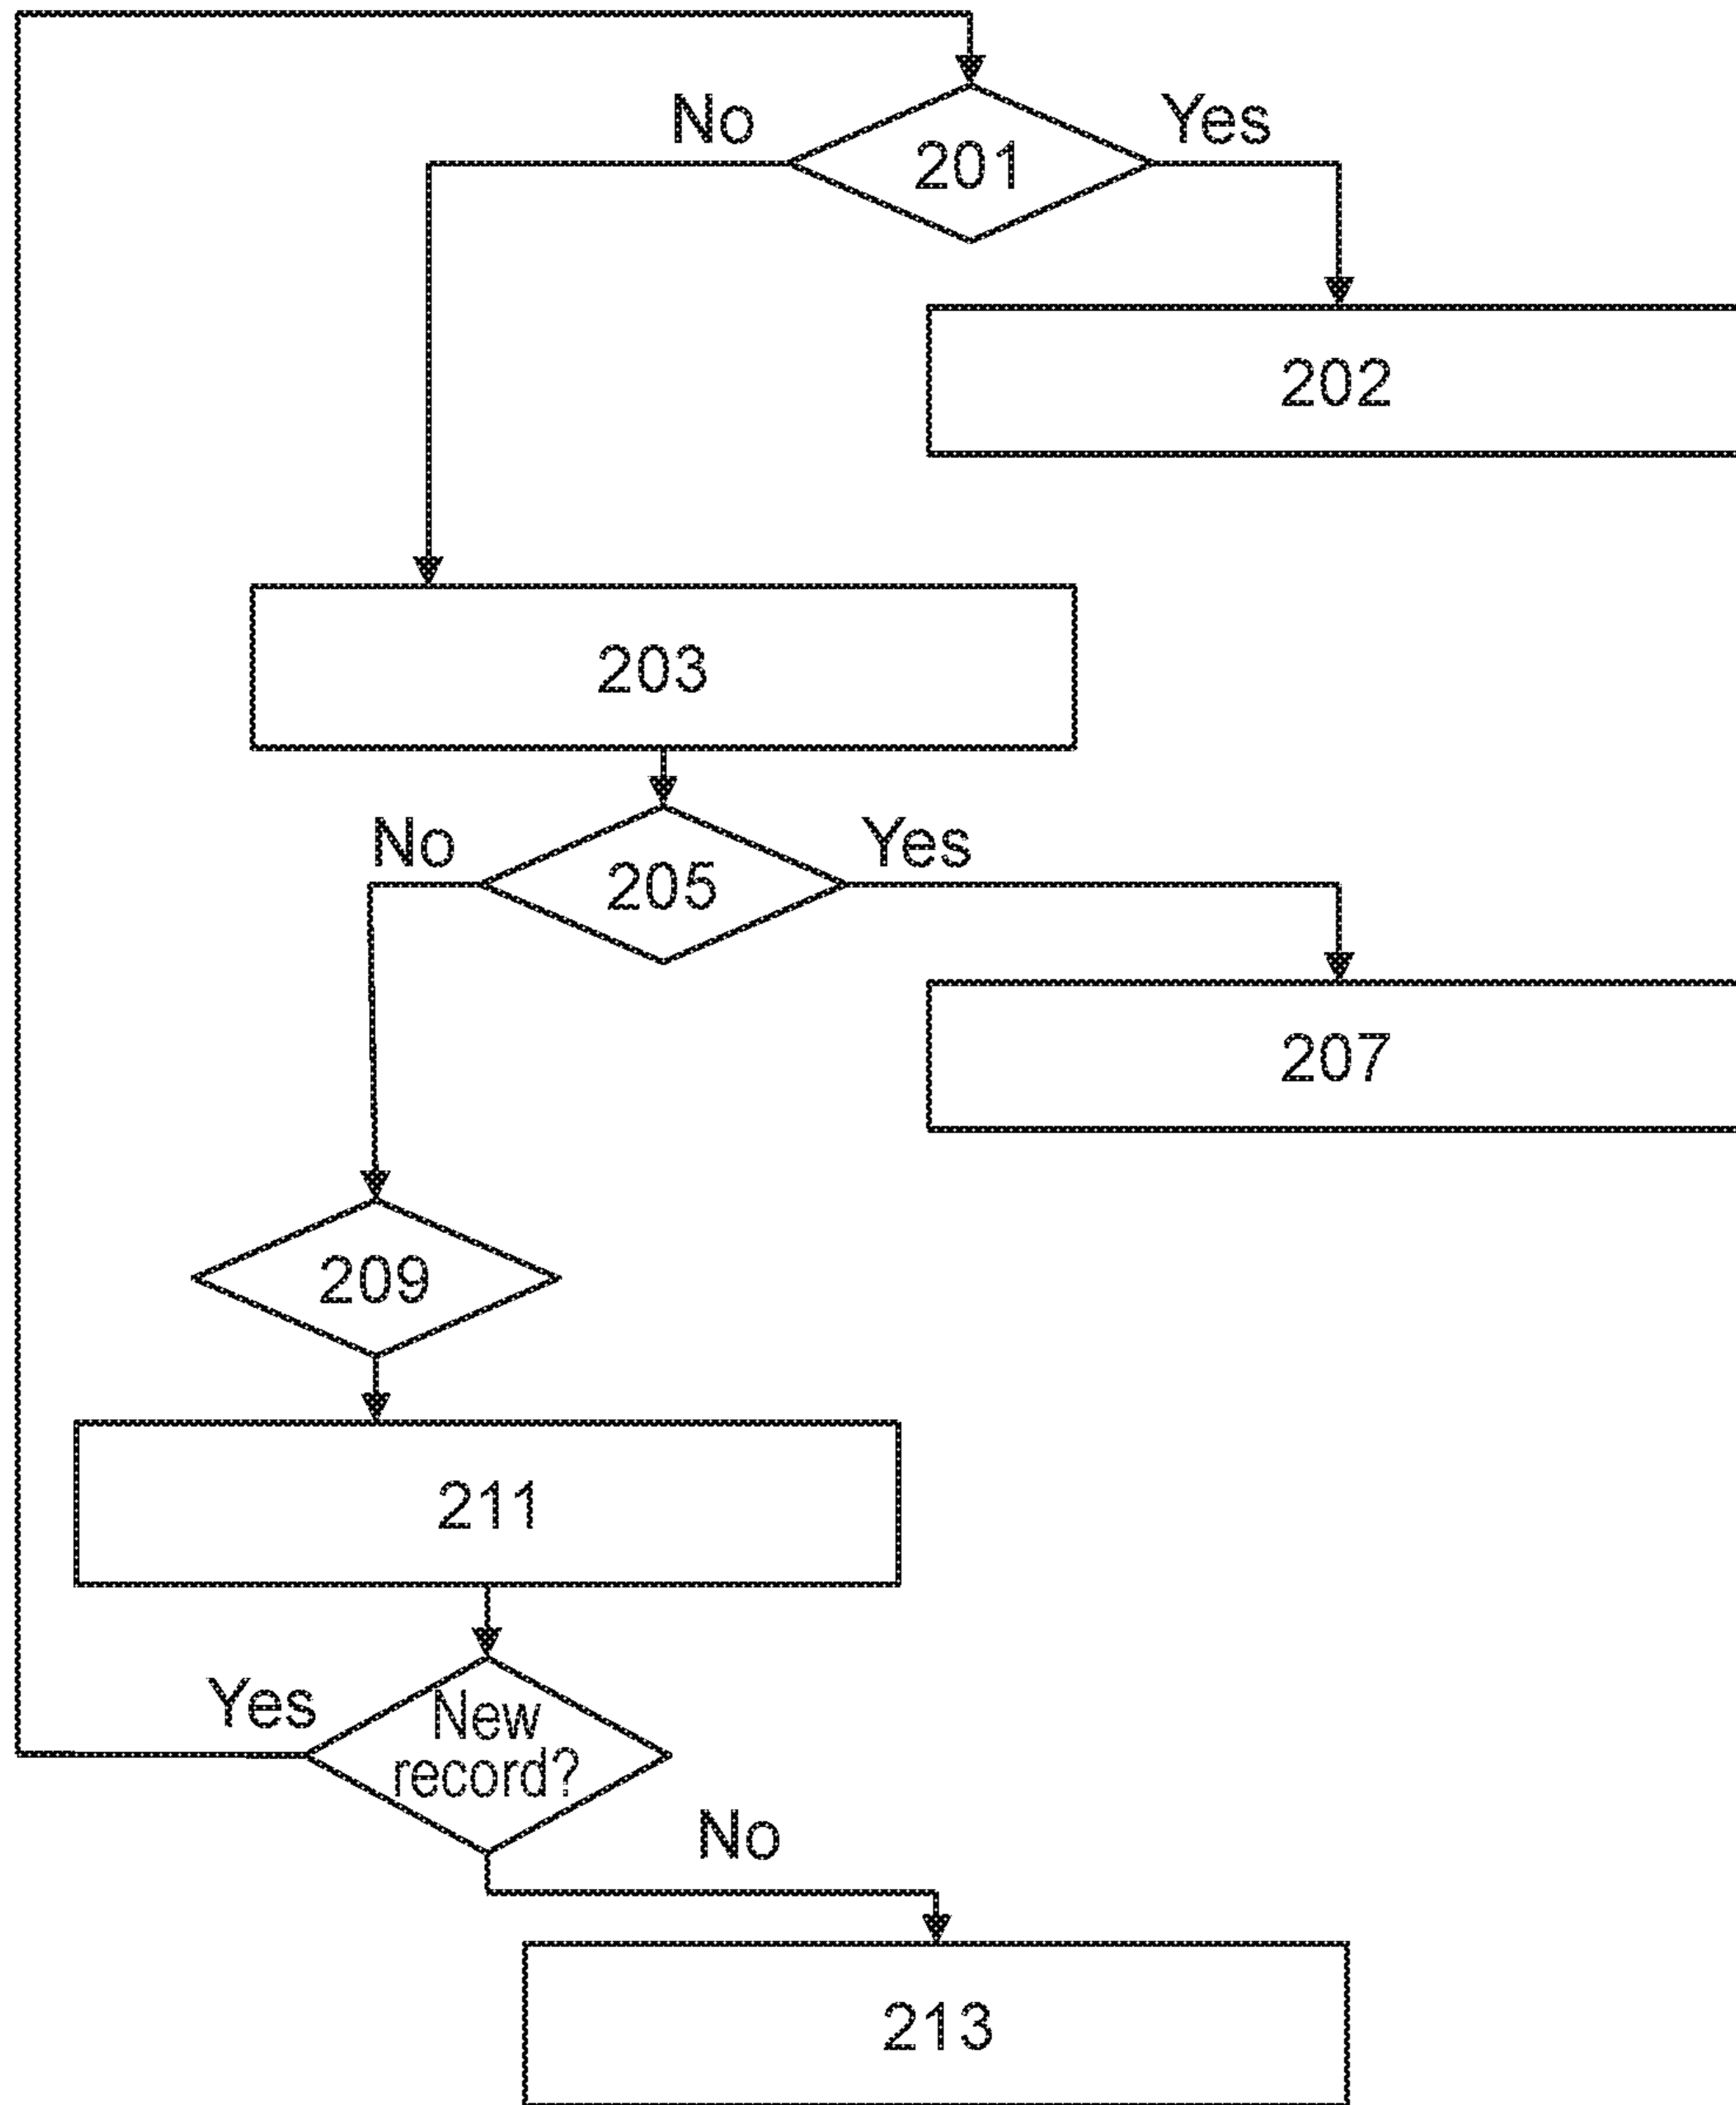 No
Yes
201
202
203
No
Yes
205
207
209
211
Yes
New
record?
No
213